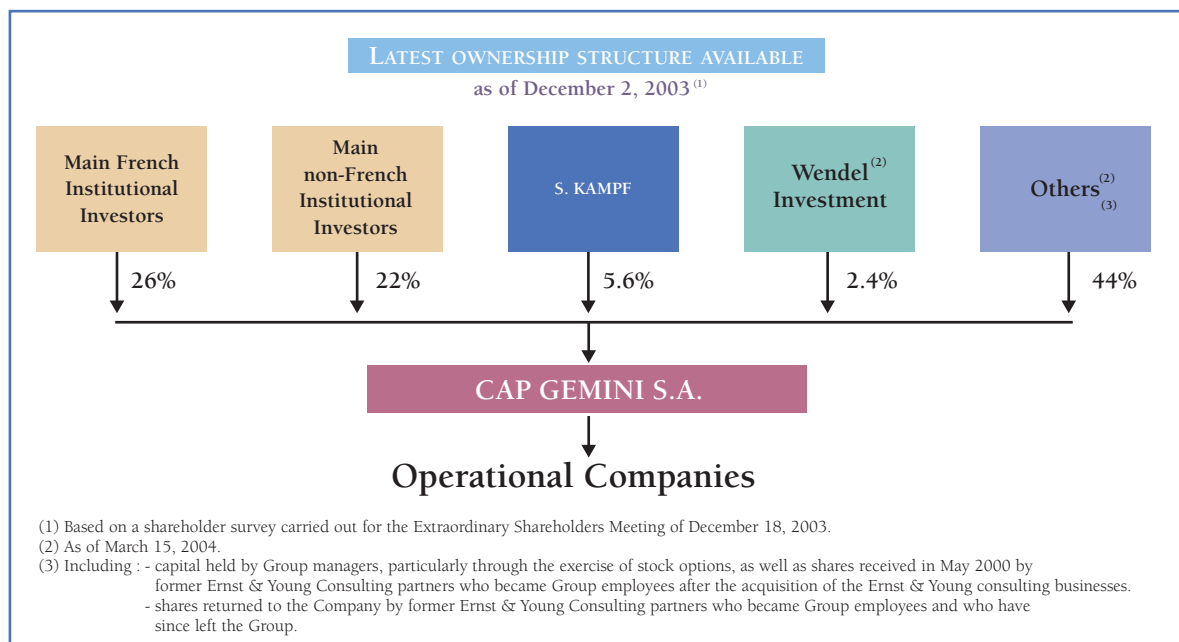 LATEST OWNERSHIP STRUCTURE AVAILABLE
as of December 2, 2003 (1)
Main French
Institutional
Investors
Main
non-French
Institutional
Investors
S. KAMPF
Wendel (2)
Investment
Others (2)
(3)
26%
22%
5.6%
2.4%
44%
CAP GEMINI S.A.
Operational Companies
(1) Based on a shareholder survey carried out for the Extraordinary Shareholders Meeting of December 18, 2003.
(2) As of March 15, 2004.
(3) Including : - capital held by Group managers, particularly through the exercise of stock options, as well as shares received in May 2000 by
former Ernst & Young Consulting partners who became Group employees after the acquisition of the Ernst & Young consulting businesses.
- shares returned to the Company by former Ernst & Young Consulting partners who became Group employees and who have
since left the Group.